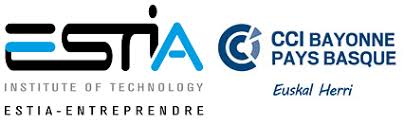 ESTIA
INSTITUTE OF TECHNOLOGY
ESTIA-ENTREPRENDRE
CCI BAYONNE
PAYS BASQUE
Euskal Herri